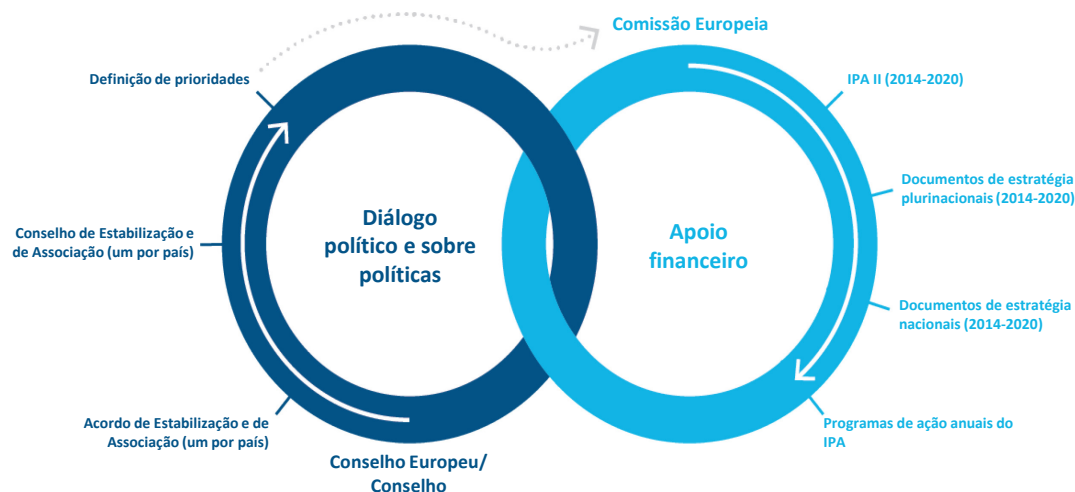 Comissão Europeia
Definição de prioridades
IPA II (2014-2020)
Documentos de estratégia
plurinacionais (2014-2020)
Diálogo
político e sobre
políticas
Apoio
financeiro
Conselho de Estabilização e
de Associação (um por país)
Documentos de estratégia
nacionais (2014-2020)
Acordo de Estabilização e de
Associação (um por país)
Programas de ação anuais do
IPA
Conselho Europeu/
Conselho